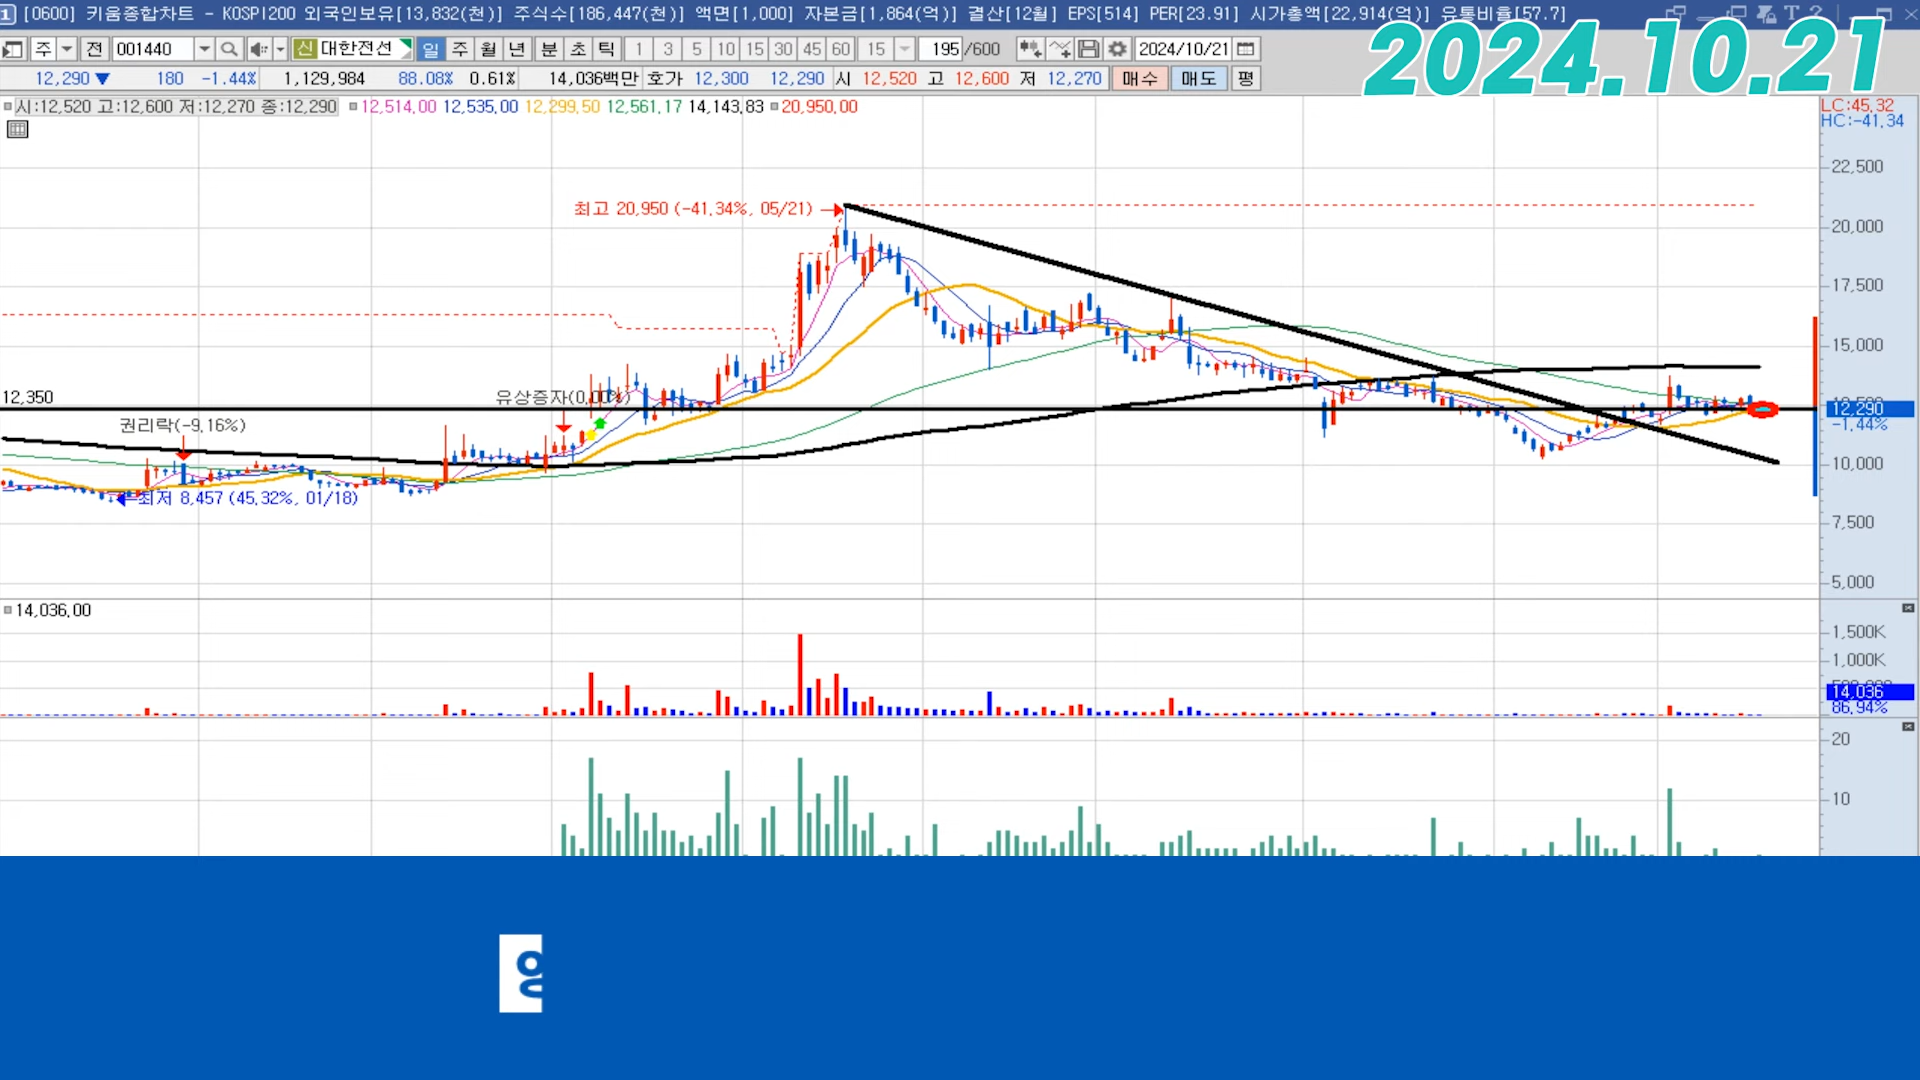 [0600] 키움종합차트 - KOSPI200 외국인보유[13,832(천)] 주식수[186,447(천)] 액면[1,000] 자본금[1,864(억)] 결산[12월] EPS[514] PER[23.91] 시가총액[22,914(억)] 유통비율[57.7]
주 전 001440 신 대한전선 일 주 월 년 분 초 틱 1 3 5 10 15 30 45 60 15 195 /600 2024/10/21
2024.10.21
12,290 ▼ 180 -1.44% 1,129,984 88.08% 0.61% 14,036백만 호가 12,300 12,290 시 12,520 고 12,600 저 12,270 매수 매도 평
시:12,520 고:12,600 저:12,270 종:12,290 12,514.00 12,535.00 12,299.50 12,561.17 14,143.83 20,950.00
LC:45.32
HC:-41.34
22,500
최고 20,950 (-41.34%, 05/21)
20,000
17,500
15,000
12,350
유상증자(0.00%)
12,290
-1.44%
권리락(-9.16%)
10,000
최저 8,457 (45.32%, 01/18)
7,500
5,000
14,036.00
1,500K
1,000K
14,036
86.94%
20
10